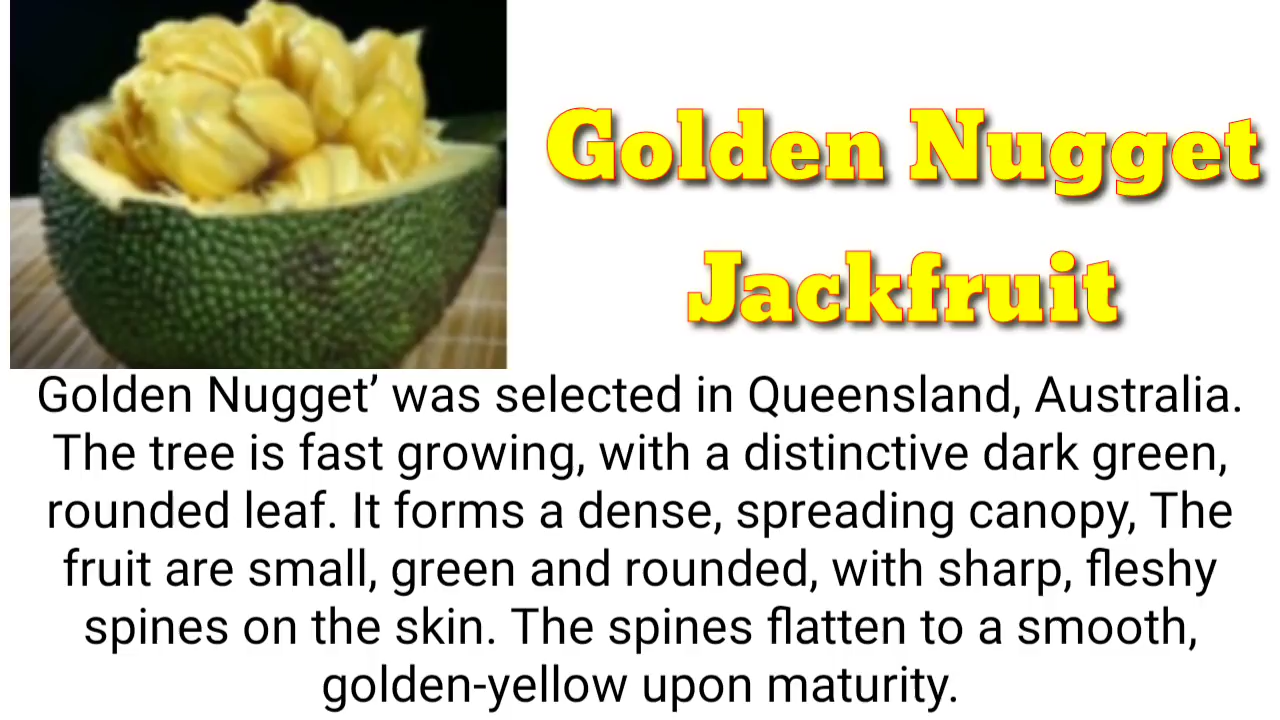 Golden Nugget
Jackfruit
Golden Nugget’ was selected in Queensland, Australia.
The tree is fast growing, with a distinctive dark green,
rounded leaf. It forms a dense, spreading canopy, The
fruit are small, green and rounded, with sharp, fleshy
spines on the skin. The spines flatten to a smooth,
golden-yellow upon maturity.